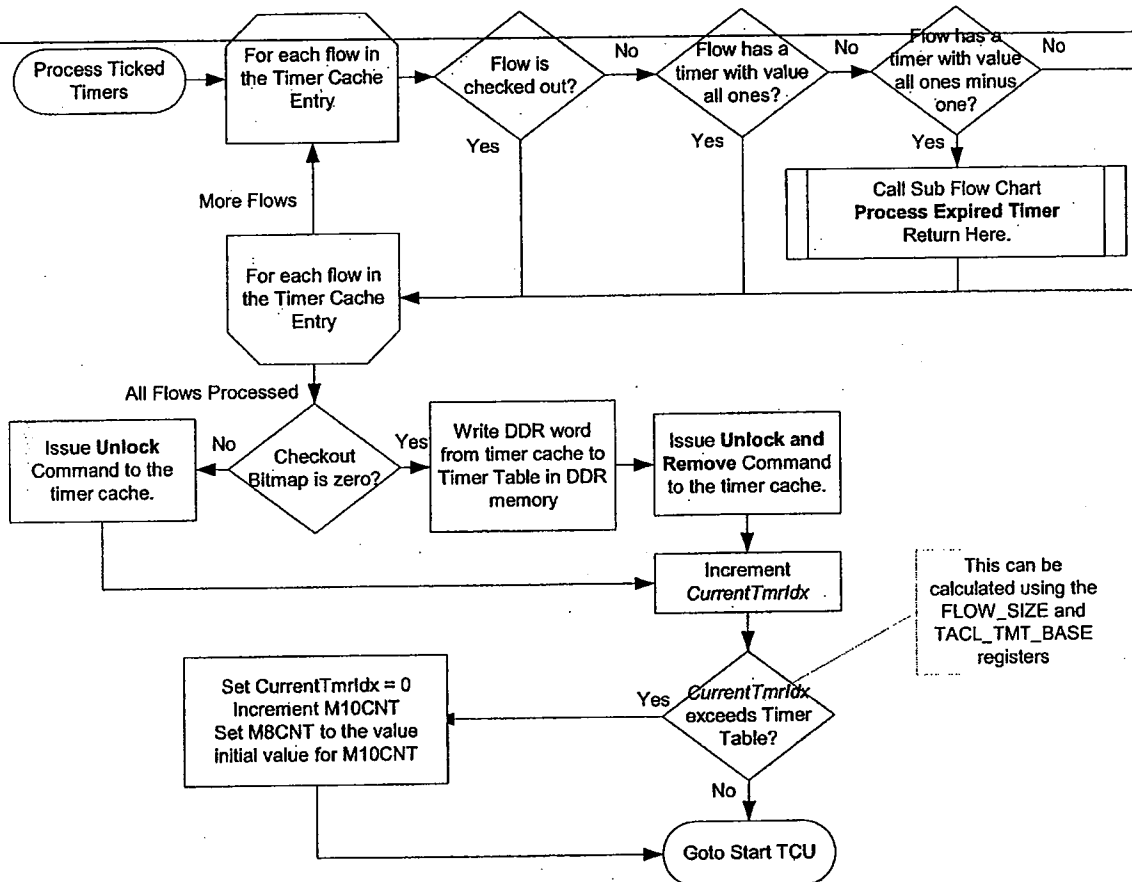 Process Ticked
Timers
For each flow in
the Timer Cache
Entry
Flow is
checked out?
No
Flow has a
timer with value
all ones?
No
Flow has a
timer with value
all ones minus
one?
No
Yes
Yes
Yes
Call Sub Flow Chart
Process Expired Timer
Return Here.
More Flows
For each flow in
the Timer Cache
Entry
All Flows Processed
Issue Unlock
Command to the
timer cache.
No
Checkout
Bitmap is zero?
Yes
Write DDR word
from timer cache to
Timer Table in DDR
memory
Issue Unlock and
Remove Command
to the timer cache.
Increment
CurrentTmrIdx
This can be
calculated using the
FLOW_SIZE and
TACL_TMT_BASE
registers
Set CurrentTmrIdx = 0
Increment M10CNT
Set M8CNT to the value
initial value for M10CNT
Yes
CurrentTmrIdx
exceeds Timer
Table?
No
Goto Start TCU